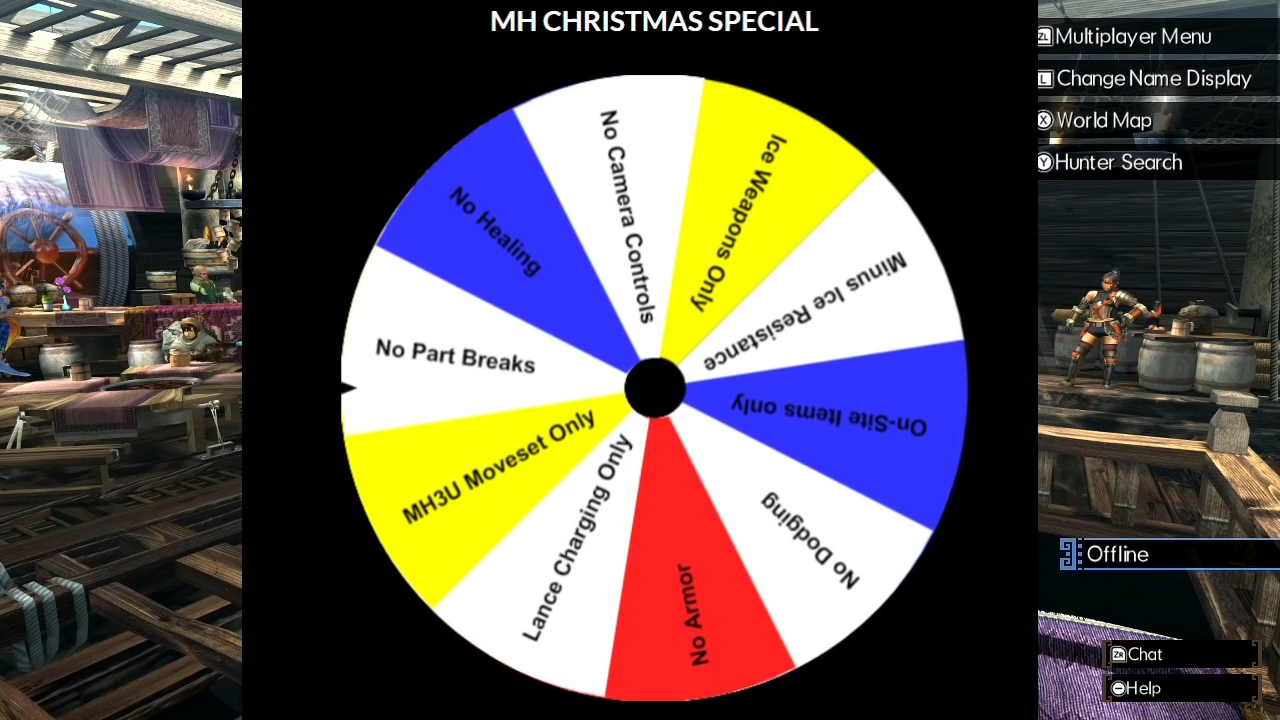 MH CHRISTMAS SPECIAL
No Camera Controls
Ice Weapons Only
Minus Ice Resistance
On-Site Items only
No Dodging
No Armor
Lance Charging Only
MH3U Moveset Only
No Part Breaks
No Healing
ZL Multiplayer Menu
L Change Name Display
X World Map
Y Hunter Search
Offline
ZR Chat
Help